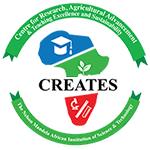 Centre for Research, Agricultural Advancement
& Teaching Excellence and Sustainability
CREATES
The Nelson Mandela African Institution of Science & Technology